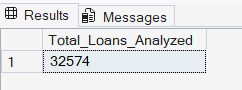 Results Messages
Total_Loans_Analyzed
1 32574